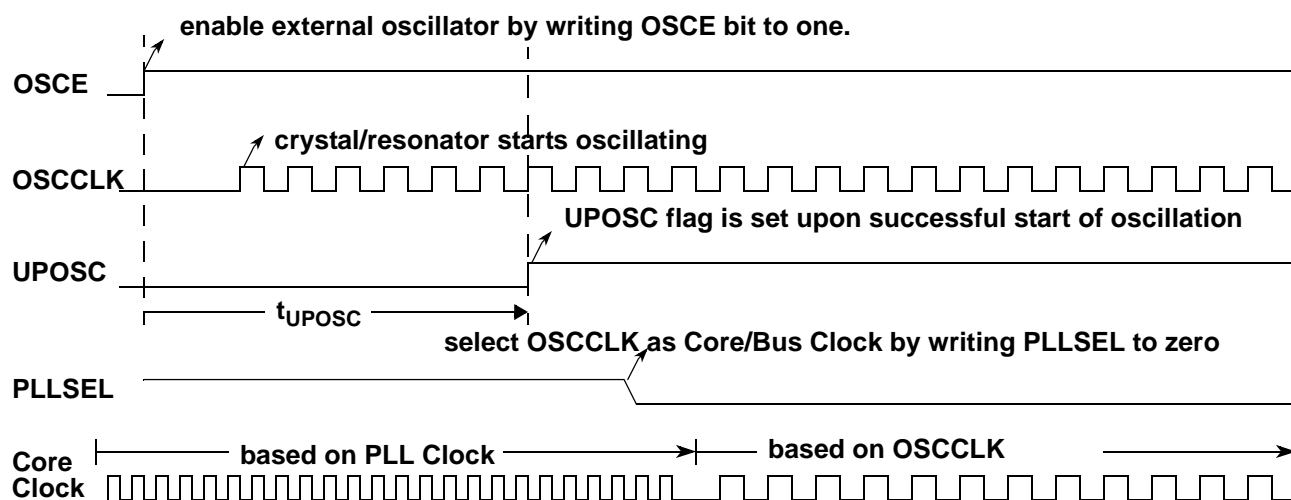 enable external oscillator by writing OSCE bit to one.
OSCE
crystal/resonator starts oscillating
OSCCLK
UPOSC flag is set upon successful start of oscillation
UPOSC
tUPOSC
select OSCCLK as Core/Bus Clock by writing PLLSEL to zero
PLLSEL
based on PLL Clock
based on OSCCLK
Core
Clock